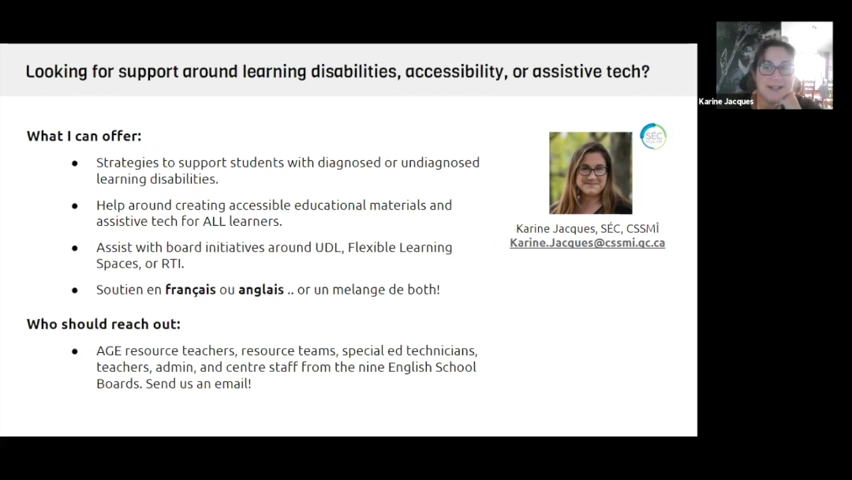 Looking for support around learning disabilities, accessibility, or assistive tech?
Karine Jacques
What I can offer:
● Strategies to support students with diagnosed or undiagnosed
learning disabilities.
● Help around creating accessible educational materials and
assistive tech for ALL learners.
● Assist with board initiatives around UDL, Flexible Learning
Spaces, or RTI.
● Soutien en français ou anglais .. or un melange de both!
Who should reach out:
● AGE resource teachers, resource teams, special ed technicians,
teachers, admin, and centre staff from the nine English School
Boards. Send us an email!
SÉC
Karine Jacques, SÉC, CSSMÎ
Karine.Jacques@cssmi.qc.ca